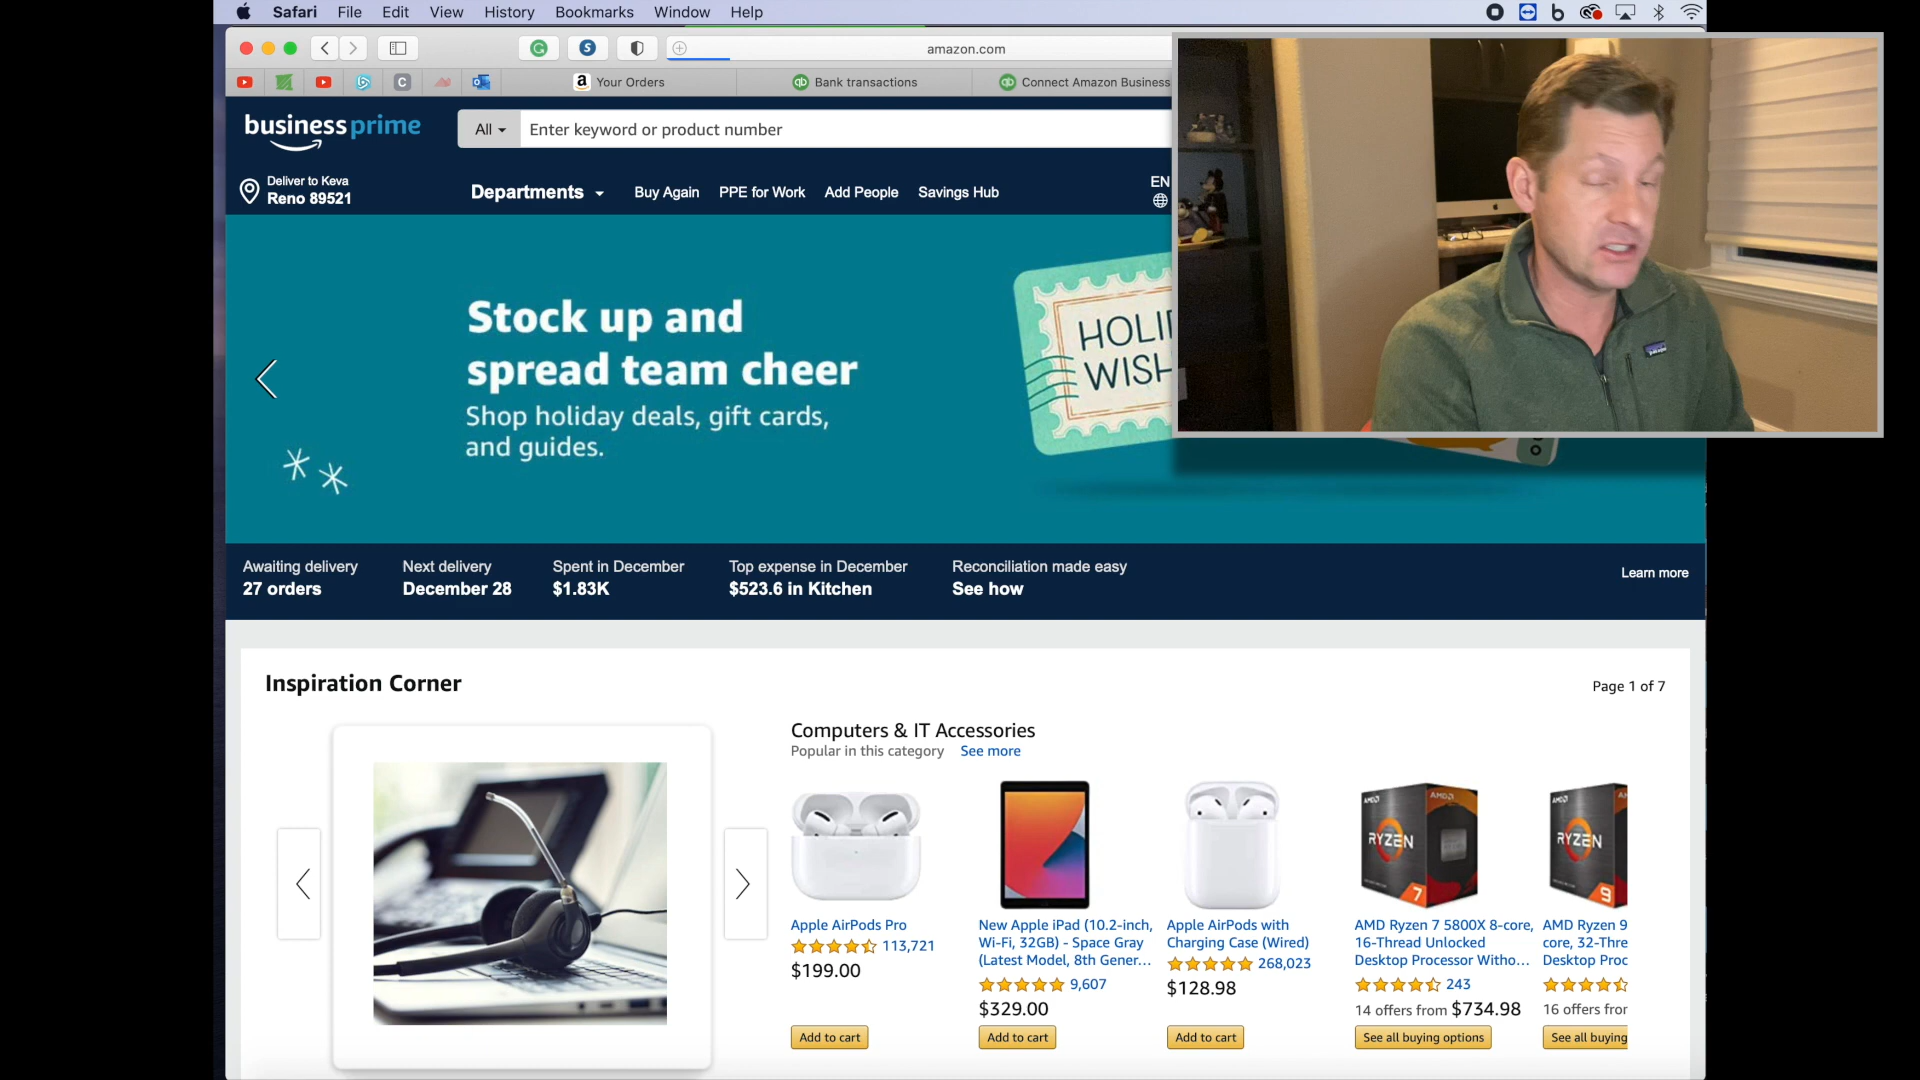 Safari File Edit View History Bookmarks Window Help
amazon.com
Your Orders
Bank transactions
Connect Amazon Business
business prime
All
Enter keyword or product number
Deliver to Keva
Reno 89521
Departments
Buy Again
PPE for Work
Add People
Savings Hub
EN
Stock up and
spread team cheer
Shop holiday deals, gift cards,
and guides.
HOLI
WISH
patagonia
Awaiting delivery
27 orders
Next delivery
December 28
Spent in December
$1.83K
Top expense in December
$523.6 in Kitchen
Reconciliation made easy
See how
Learn more
Inspiration Corner
Page 1 of 7
Computers & IT Accessories
Popular in this category See more
Apple AirPods Pro
113,721
$199.00
Add to cart
New Apple iPad (10.2-inch,
Wi-Fi, 32GB) - Space Gray
(Latest Model, 8th Gener...
9,607
$329.00
Add to cart
Apple AirPods with
Charging Case (Wired)
268,023
$128.98
Add to cart
AMD
AMD
RYZEN
7
AMD Ryzen 7 5800X 8-core,
16-Thread Unlocked
Desktop Processor Witho...
243
14 offers from $734.98
See all buying options
AMD
RYZEN
9
AMD Ryzen 9
core, 32-Thre
Desktop Proc
16 offers fror
See all buying